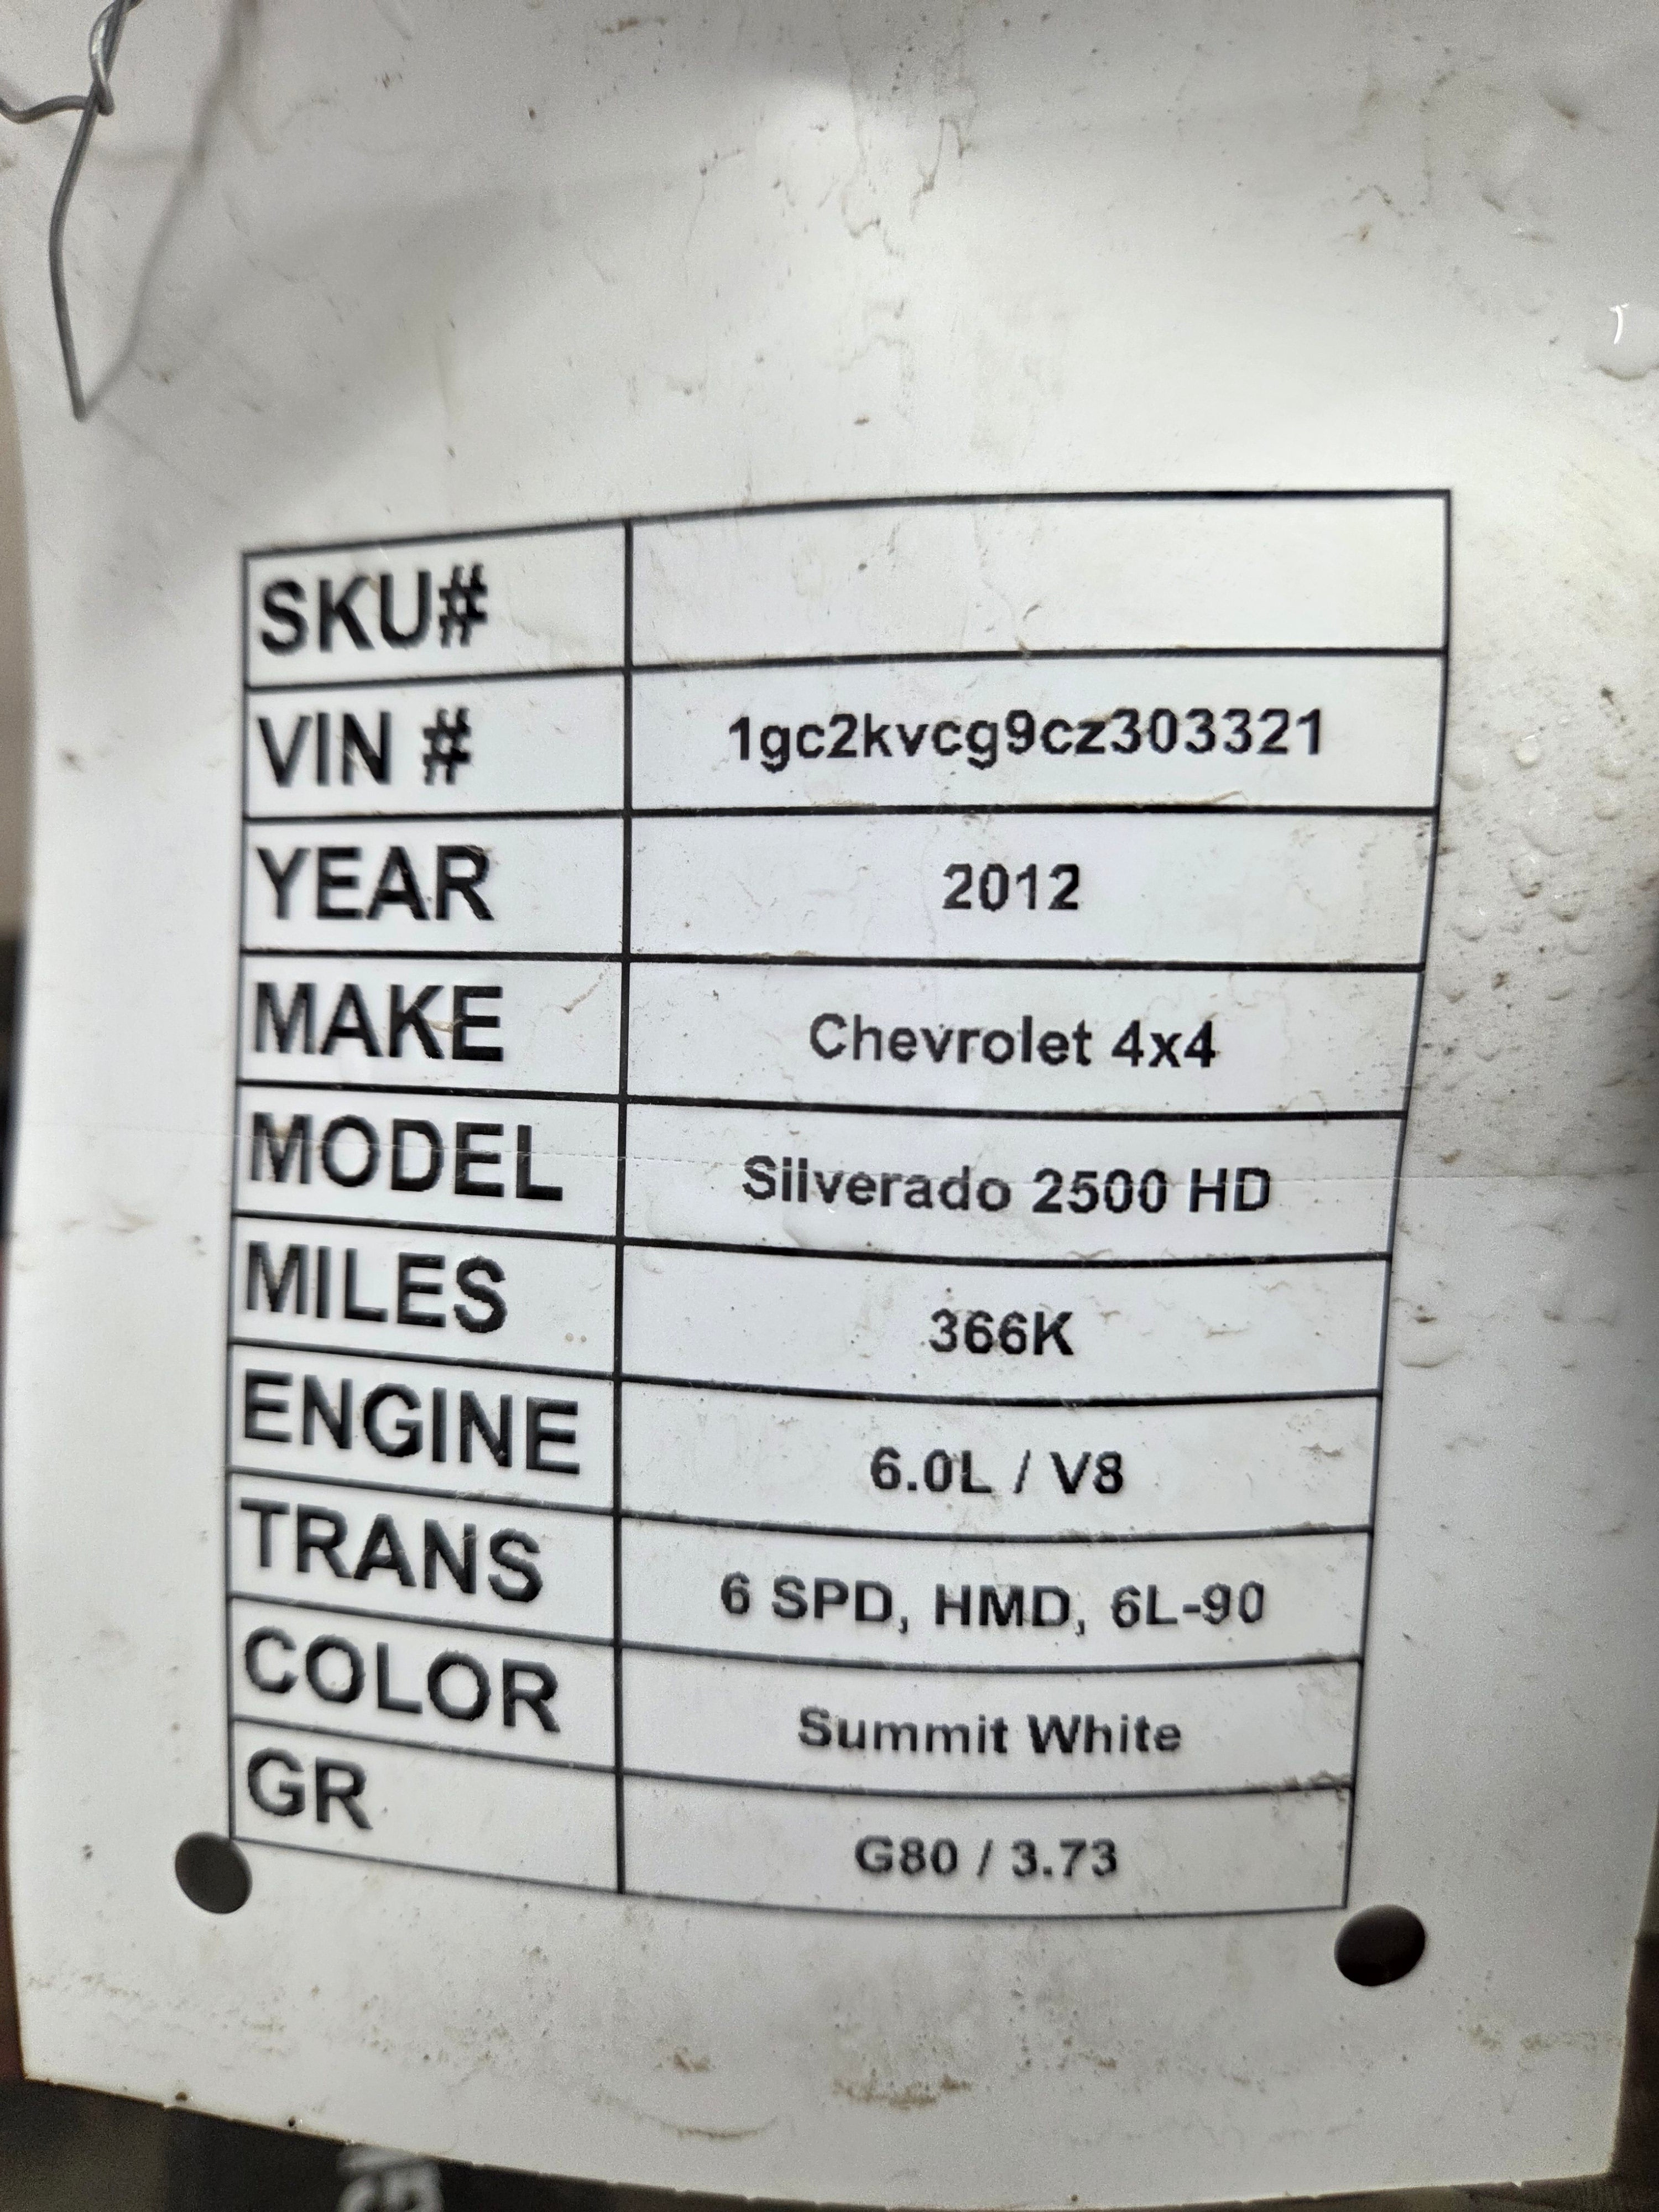 SKU#
VIN # 1gc2kvcg9cz303321
YEAR 2012
MAKE Chevrolet 4x4
MODEL Silverado 2500 HD
MILES 366K
ENGINE 6.0L / V8
TRANS 6 SPD, HMD, 6L-90
COLOR Summit White
GR G80 / 3.73